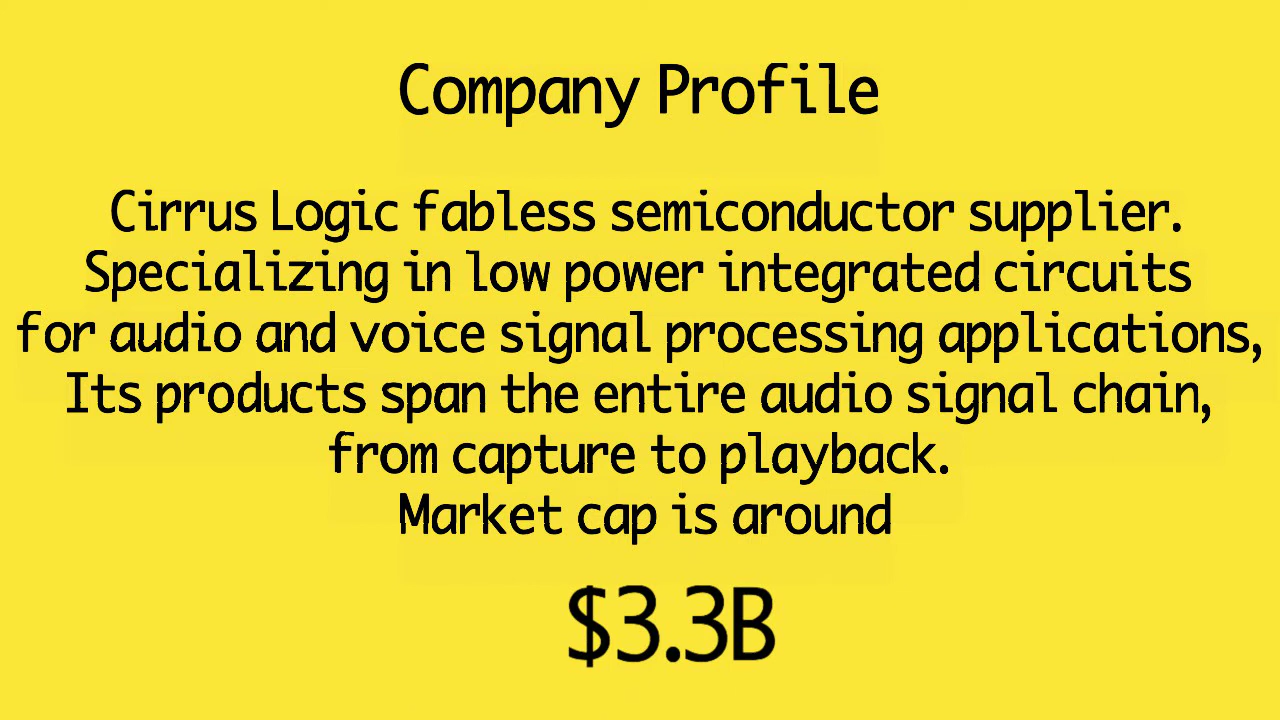 Company Profile
Cirrus Logic fabless semiconductor supplier.
Specializing in low power integrated circuits
for audio and voice signal processing applications,
Its products span the entire audio signal chain,
from capture to playback.
Market cap is around
$3.3B